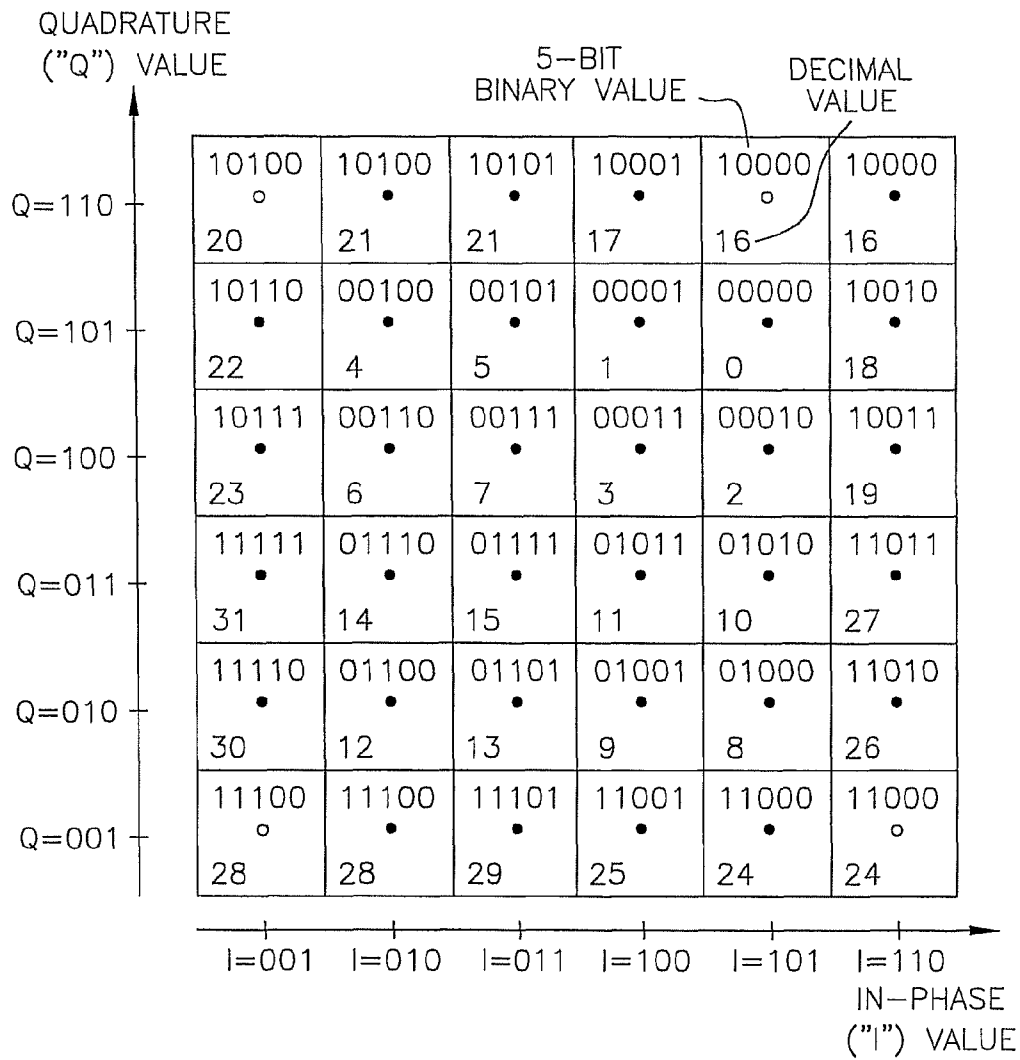 QUADRATURE
("Q") VALUE
5-BIT
BINARY VALUE
DECIMAL
VALUE
Q=110
10100 10100 10101 10001 10000 10000
20 21 21 17 16 16
Q=101
10110 00100 00101 00001 00000 10010
22 4 5 1 0 18
Q=100
10111 00110 00111 00011 00010 10011
23 6 7 3 2 19
Q=011
11111 01110 01111 01011 01010 11011
31 14 15 11 10 27
Q=010
11110 01100 01101 01001 01000 11010
30 12 13 9 8 26
Q=001
11100 11100 11101 11001 11000 11000
28 28 29 25 24 24
I=001 I=010 I=011 I=100 I=101 I=110
IN-PHASE
("I") VALUE